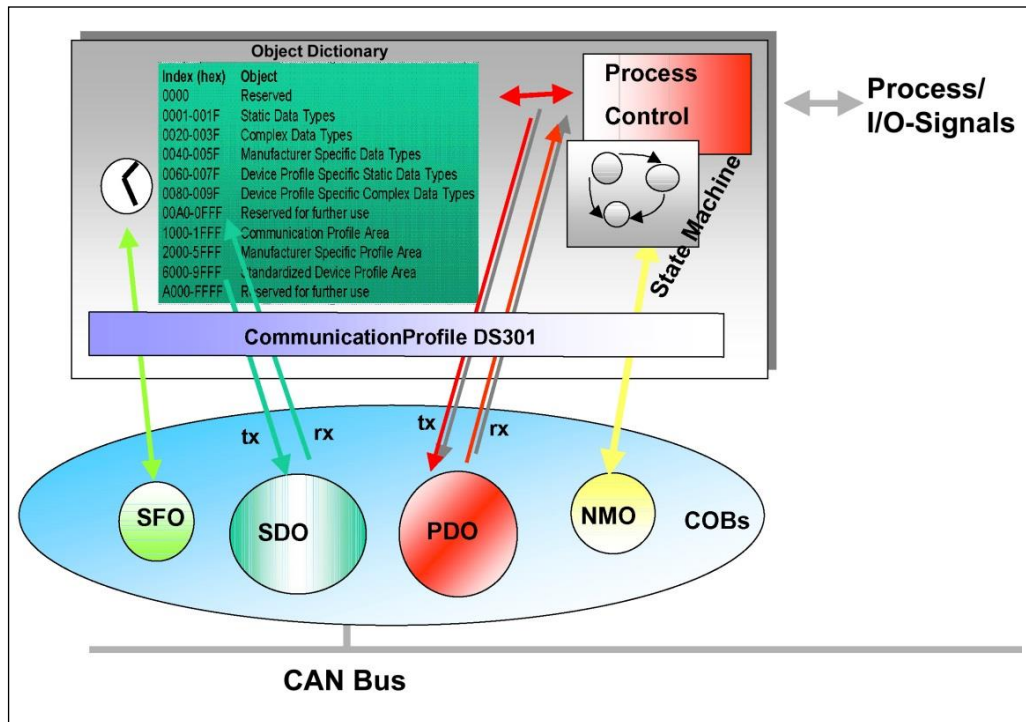 Object Dictionary
Index (hex) Object
0000 Reserved
0001-001F Static Data Types
0020-003F Complex Data Types
0040-005F Manufacturer Specific Data Types
0060-007F Device Profile Specific Static Data Types
0080-009F Device Profile Specific Complex Data Types
00A0-0FFF Reserved for further use
1000-1FFF Communication Profile Area
2000-5FFF Manufacturer Specific Profile Area
6000-9FFF Standardized Device Profile Area
A000-FFFF Reserved for further use
Process
Control
State Machine
Process/
I/O-Signals
CommunicationProfile DS301
tx
rx
tx
rx
SFO
SDO
PDO
NMO
COBs
CAN Bus